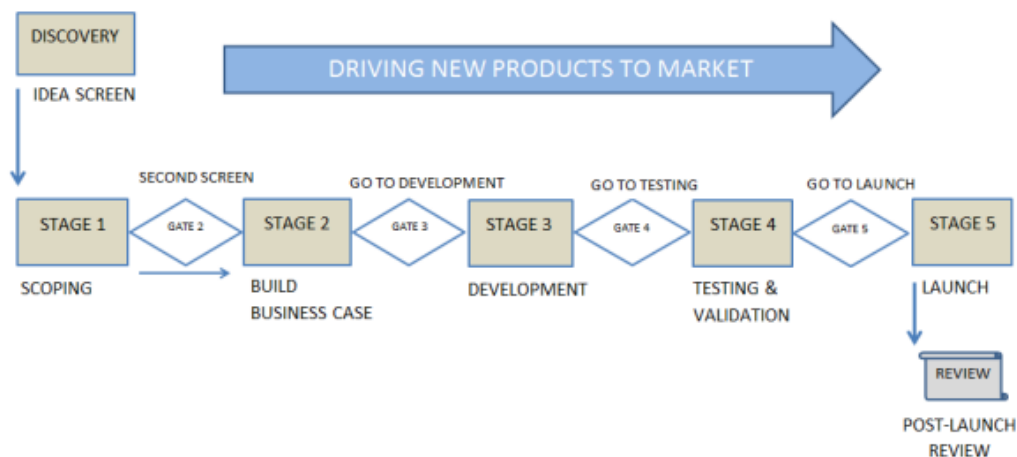 DISCOVERY
DRIVING NEW PRODUCTS TO MARKET
IDEA SCREEN
SECOND SCREEN
GO TO DEVELOPMENT
GO TO TESTING
GO TO LAUNCH
STAGE 1
GATE 2
STAGE 2
GATE 3
STAGE 3
GATE 4
STAGE 4
GATE 5
STAGE 5
SCOPING
BUILD
BUSINESS CASE
DEVELOPMENT
TESTING &
VALIDATION
LAUNCH
REVIEW
POST-LAUNCH
REVIEW